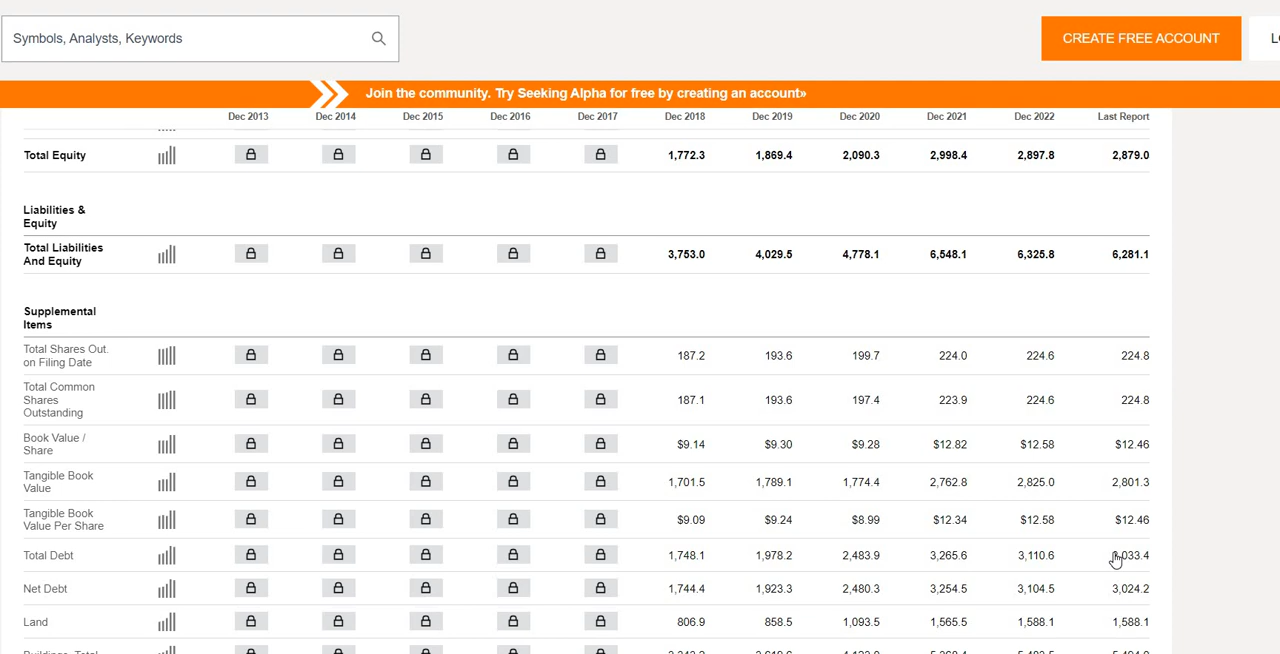 Symbols, Analysts, Keywords
CREATE FREE ACCOUNT
Join the community. Try Seeking Alpha for free by creating an account»
Dec 2013 Dec 2014 Dec 2015 Dec 2016 Dec 2017 Dec 2018 Dec 2019 Dec 2020 Dec 2021 Dec 2022 Last Report
Total Equity 1,772.3 1,869.4 2,090.3 2,998.4 2,897.8 2,879.0
Liabilities &
Equity
Total Liabilities
And Equity 3,753.0 4,029.5 4,778.1 6,548.1 6,325.8 6,281.1
Supplemental
Items
Total Shares Out.
on Filing Date 187.2 193.6 199.7 224.0 224.6 224.8
Total Common
Shares
Outstanding 187.1 193.6 197.4 223.9 224.6 224.8
Book Value /
Share $9.14 $9.30 $9.28 $12.82 $12.58 $12.46
Tangible Book
Value 1,701.5 1,789.1 1,774.4 2,762.8 2,825.0 2,801.3
Tangible Book
Value Per Share $9.09 $9.24 $8.99 $12.34 $12.58 $12.46
Total Debt 1,748.1 1,978.2 2,483.9 3,265.6 3,110.6
Net Debt 1,744.4 1,923.3 2,480.3 3,254.5 3,104.5 3,024.2
Land 806.9 858.5 1,093.5 1,565.5 1,588.1 1,588.1